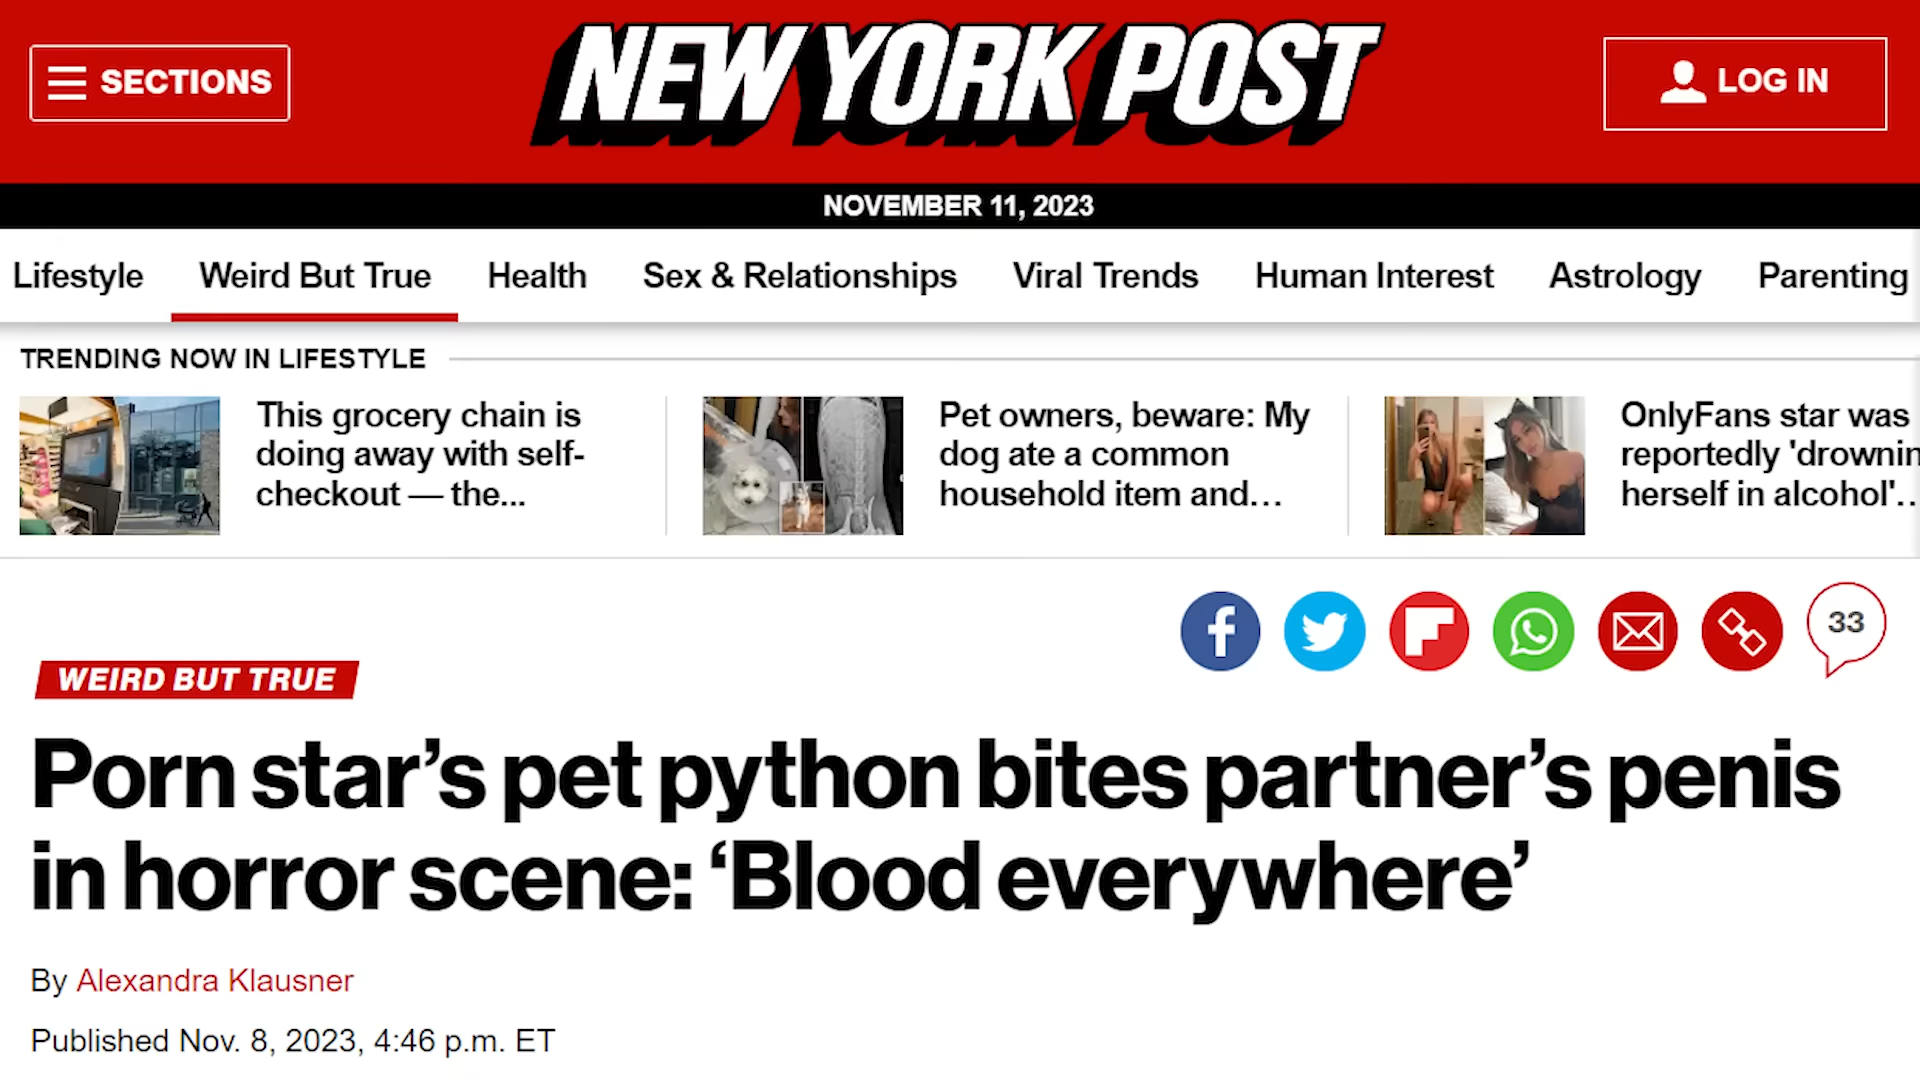 SECTIONS
NEW YORK POST
LOG IN
NOVEMBER 11, 2023
Lifestyle Weird But True Health Sex & Relationships Viral Trends Human Interest Astrology Parenting
TRENDING NOW IN LIFESTYLE
This grocery chain is
doing away with self-
checkout — the...
Pet owners, beware: My
dog ate a common
household item and...
OnlyFans star was
reportedly 'drownin
herself in alcohol'..
33
WEIRD BUT TRUE
Porn star’s pet python bites partner’s penis
in horror scene: ‘Blood everywhere’
By Alexandra Klausner
Published Nov. 8, 2023, 4:46 p.m. ET